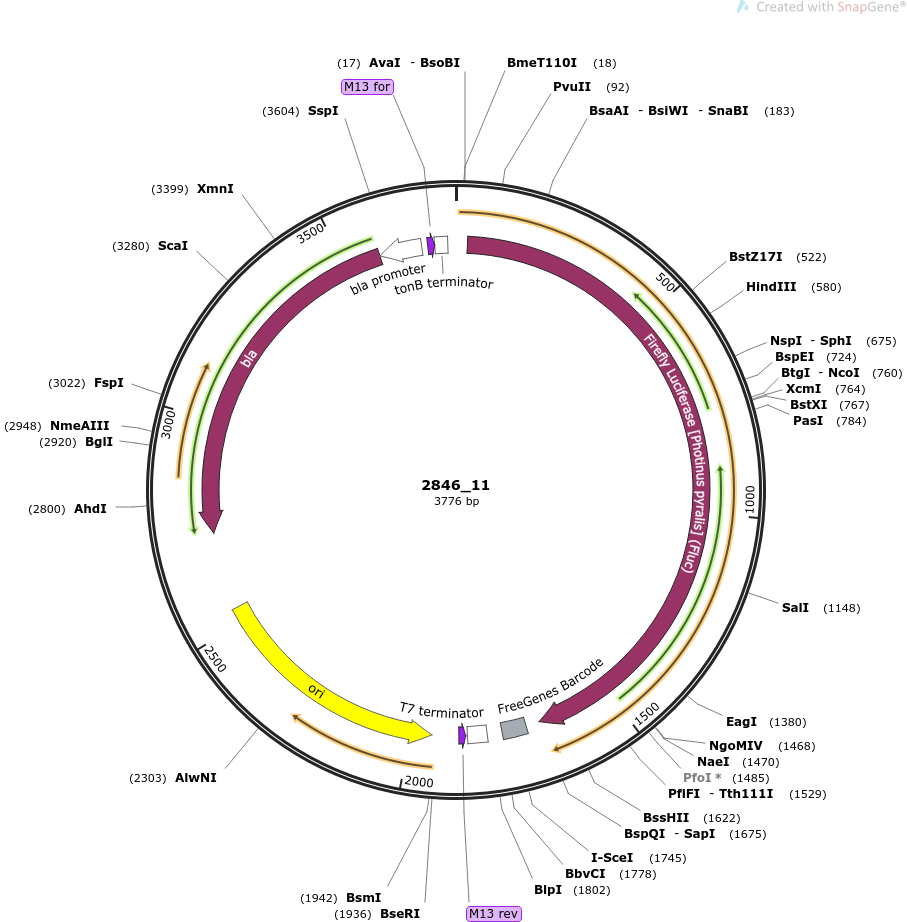 Created with SnapGene®
(17) AvaI - BsoBI
BmeT110I (18)
M13 for
PvuII (92)
(3604) SspI
BsaAI - BsiWI - SnaBI (183)
(3399) XmnI
(3280) ScaI
3500
bla promoter
tonB terminator
500
BstZ17I (522)
HindIII (580)
NspI - SphI (675)
BspEI (724)
BtgI - NcoI (760)
XcmI (764)
BstXI (767)
PasI (784)
bla
Firefly Luciferase [Photinus pyralis] (Fluc)
(3022) FspI
3000
(2948) NmeAIII
(2920) BglI
(2800) AhdI
2846_11
3776 bp
1000
SalI (1148)
2500
ori
T7 terminator
FreeGenes Barcode
1500
EagI (1380)
NgoMIV (1468)
NaeI (1470)
PfoI * (1485)
PflFI - Tth111I (1529)
(2303) AlwNI
2000
BssHII (1622)
BspQI - SapI (1675)
I-SceI (1745)
BbvCI (1778)
BlpI (1802)
(1942) BsmI
(1936) BseRI
M13 rev